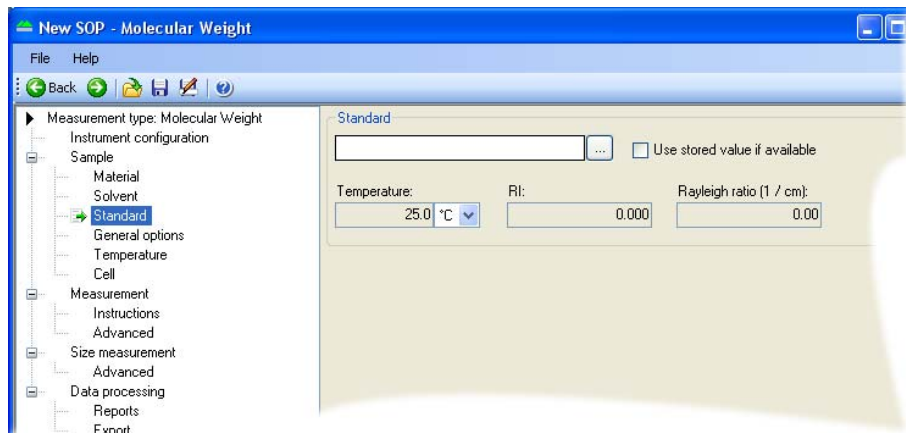 New SOP - Molecular Weight
File Help
Back
Measurement type: Molecular Weight
Instrument configuration
Sample
Material
Solvent
Standard
General options
Temperature
Cell
Measurement
Instructions
Advanced
Size measurement
Advanced
Data processing
Reports
Export
Standard
... Use stored value if available
Temperature: RI: Rayleigh ratio (1 / cm):
25.0 °C 0.000 0.00